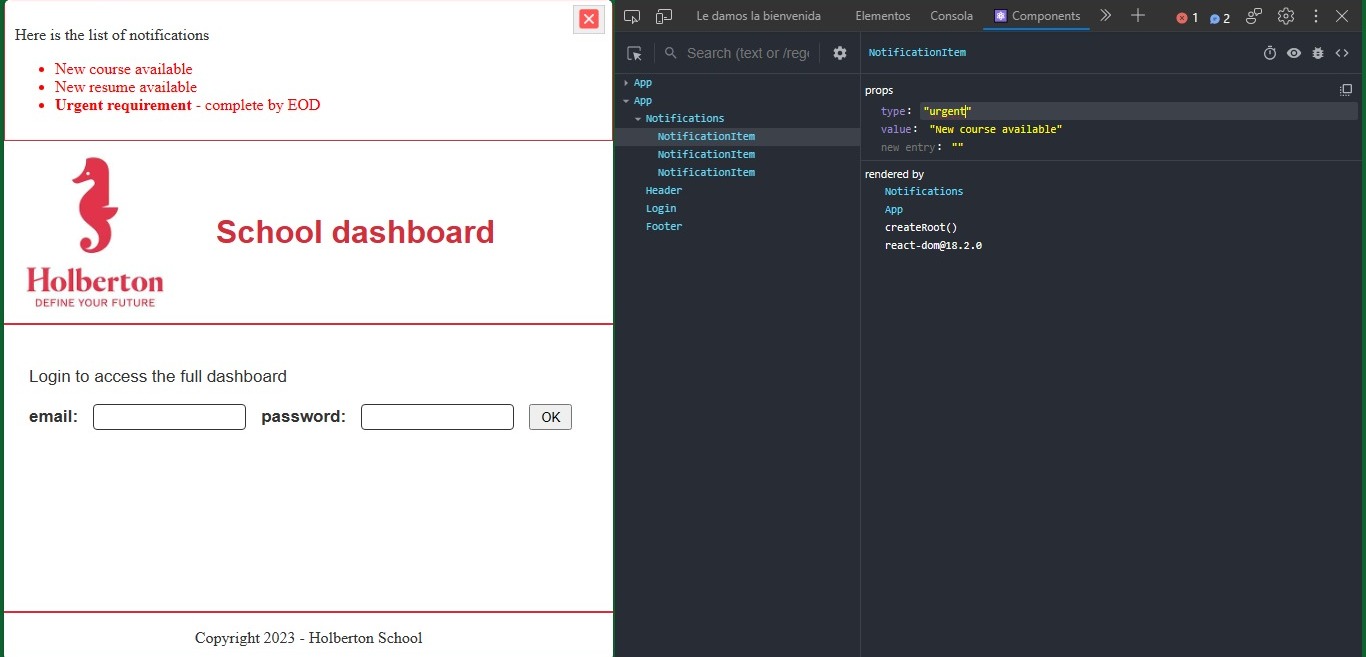 Here is the list of notifications
New course available
New resume available
Urgent requirement - complete by EOD
Holberton
DEFINE YOUR FUTURE
School dashboard
Login to access the full dashboard
email: password: OK
Copyright 2023 - Holberton School
Le damos la bienvenida Elementos Consola Components 1 2
Search (text or /rege
App
App
Notifications
NotificationItem
NotificationItem
NotificationItem
Header
Login
Footer
NotificationItem
props
type: "urgent"
value: "New course available"
new entry: ""
rendered by
Notifications
App
createRoot()
react-dom@18.2.0